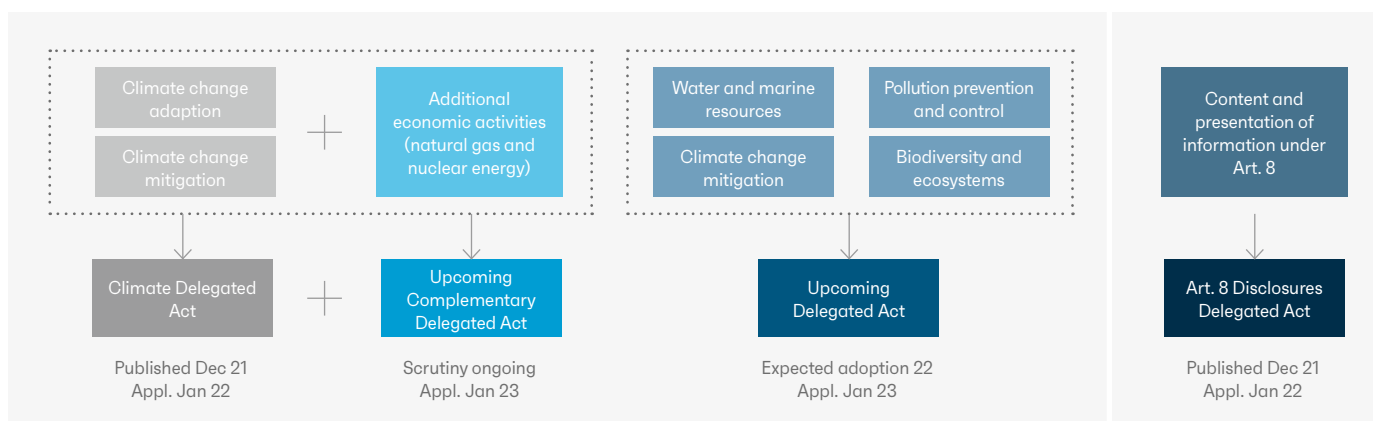 Climate change
adaption
Climate change
mitigation
Additional
economic activities
(natural gas and
nuclear energy)
Water and marine
resources
Pollution prevention
and control
Climate change
mitigation
Biodiversity and
ecosystems
Content and
presentation of
information under
Art. 8
Climate Delegated
Act
Upcoming
Complementary
Delegated Act
Upcoming
Delegated Act
Art. 8 Disclosures
Delegated Act
Published Dec 21
Appl. Jan 22
Scrutiny ongoing
Appl. Jan 23
Expected adoption 22
Appl. Jan 23
Published Dec 21
Appl. Jan 22